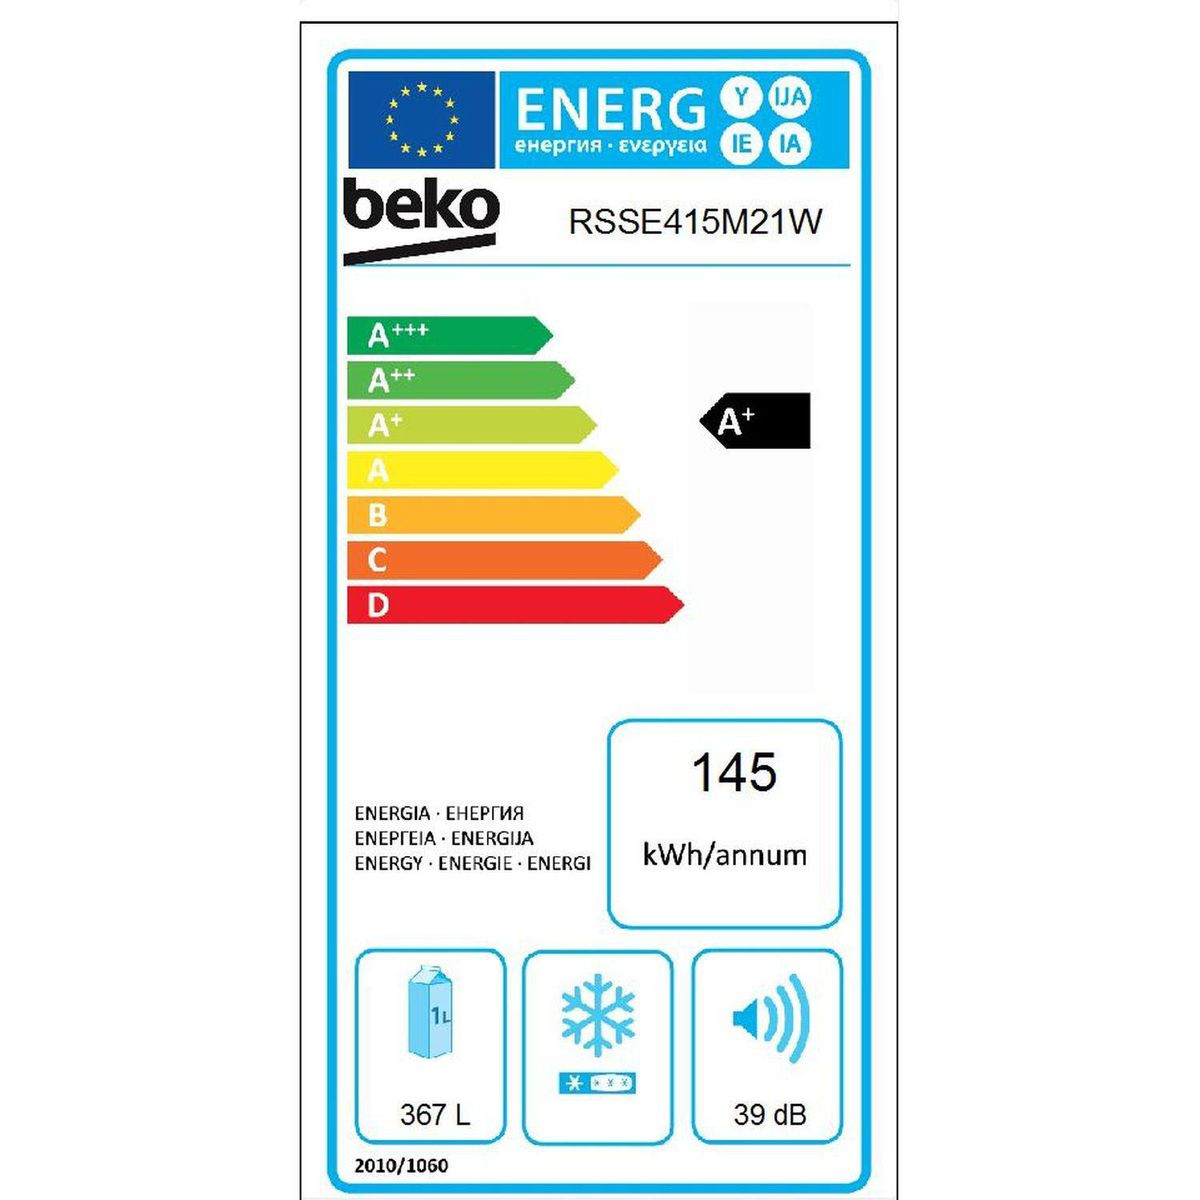 ENERG Y IJA
енергия · ενεργεια IE IA
beko RSSE415M21W
A+++
A++
A+
A+
A
B
C
D
145
kWh/annum
ENERGIA · ЕНЕРГИЯ
ΕΝΕΡΓΕΙΑ · ENERGIJA
ENERGY · ENERGIE · ENERGI
1L
367 L
39 dB
2010/1060